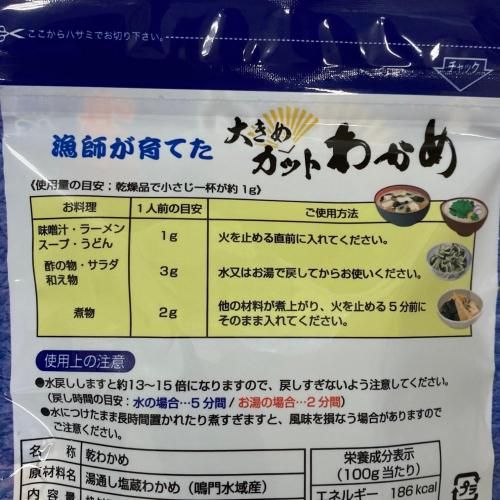 ここからハサミでお切り下さい。
チャック
漁師が育てた
大きめ
カット
わかめ
〈使用量の目安;乾燥品で小さじ一杯が約1g〉
お料理 1人前の目安 ご使用方法
味噌汁・ラーメン
スープ・うどん
1g 火を止める直前に入れてください。
酢の物・サラダ
和え物
3g 水又はお湯で戻してからお使いください。
煮物 2g 他の材料が煮上がり、火を止める5分前に
そのまま入れてください。
使用上の注意
●水戻ししますと約13〜15倍になりますので、戻しすぎないよう注意してください。
(戻し時間の目安:水の場合…5分間/お湯の場合…2分間)
●水につけたまま長時間置かれたり煮すぎますと、風味を損なう場合がありますので
ご注意ください。
名称 乾わかめ
原材料名 湯通し塩蔵わかめ(鳴門水域産)
内容量
栄養成分表示
(100g当たり)
エネルギー 186kcal
プラ